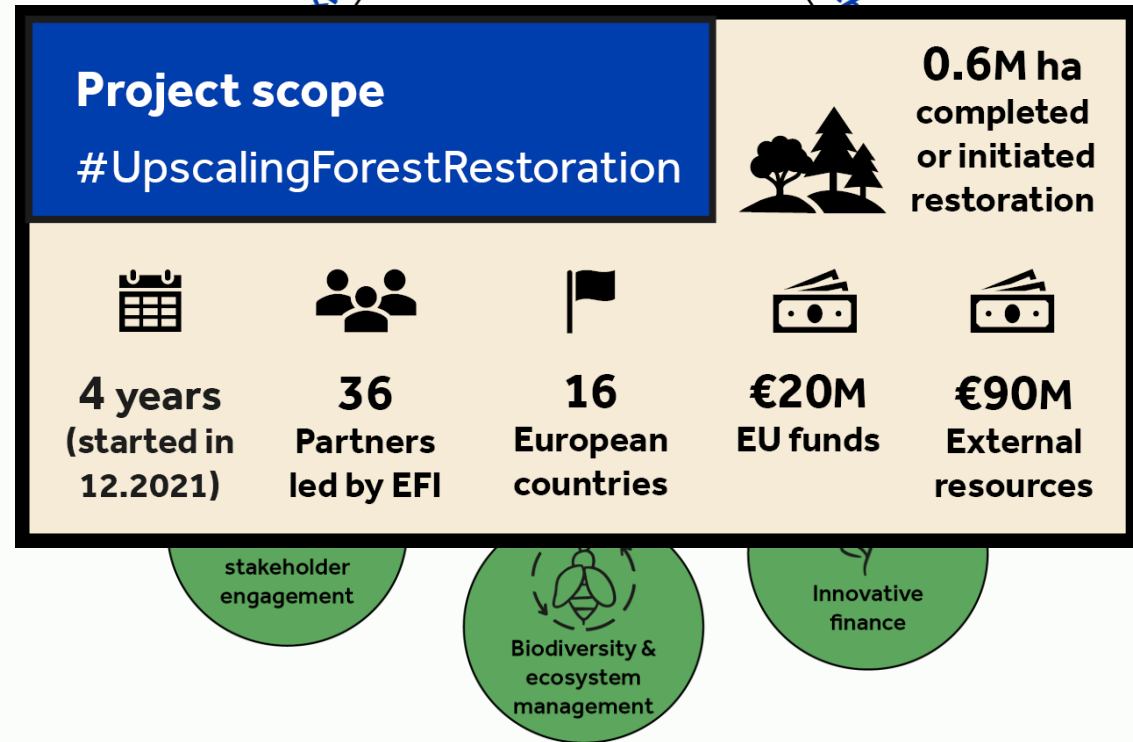 Project scope
#UpscalingForestRestoration
0.6M ha
completed
or initiated
restoration
4 years
(started in
12.2021)
36
Partners
led by EFI
16
European
countries
€20M
EU funds
€90M
External
resources
stakeholder
engagement
Biodiversity &
ecosystem
management
Innovative
finance